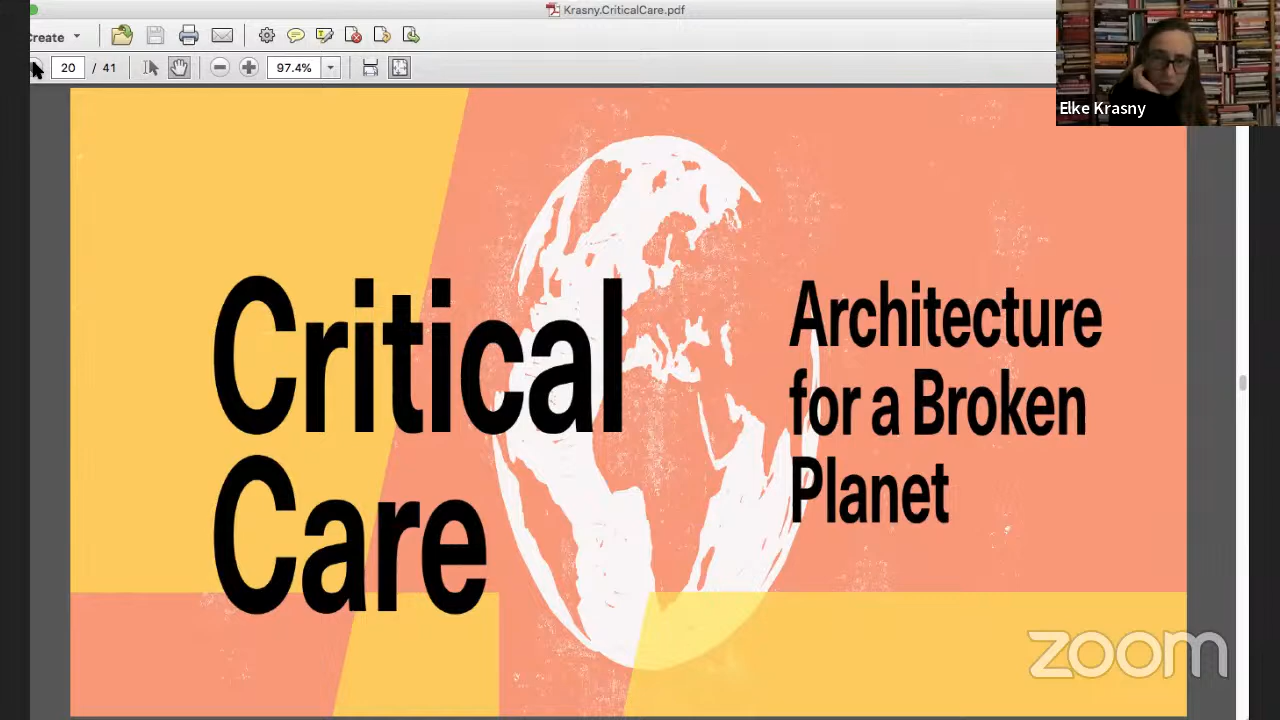 Krasny.CriticalCare.pdf
Create
20 / 41
97.4%
Elke Krasny
Critical
Care
Architecture
for a Broken
Planet
zoom